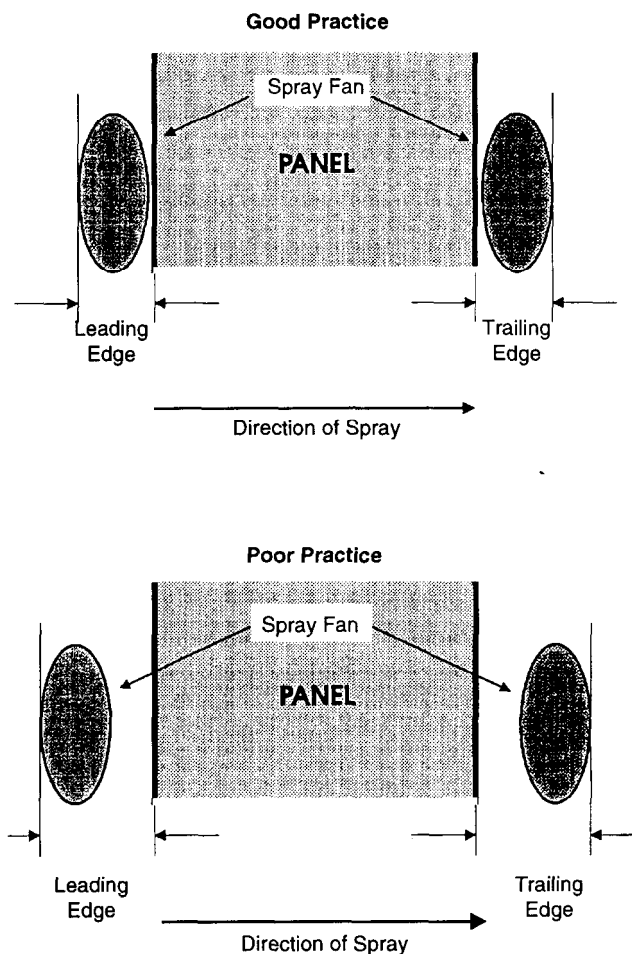 Good Practice
Spray Fan
PANEL
Leading
Edge
Trailing
Edge
Direction of Spray
Poor Practice
Spray Fan
PANEL
Leading
Edge
Trailing
Edge
Direction of Spray